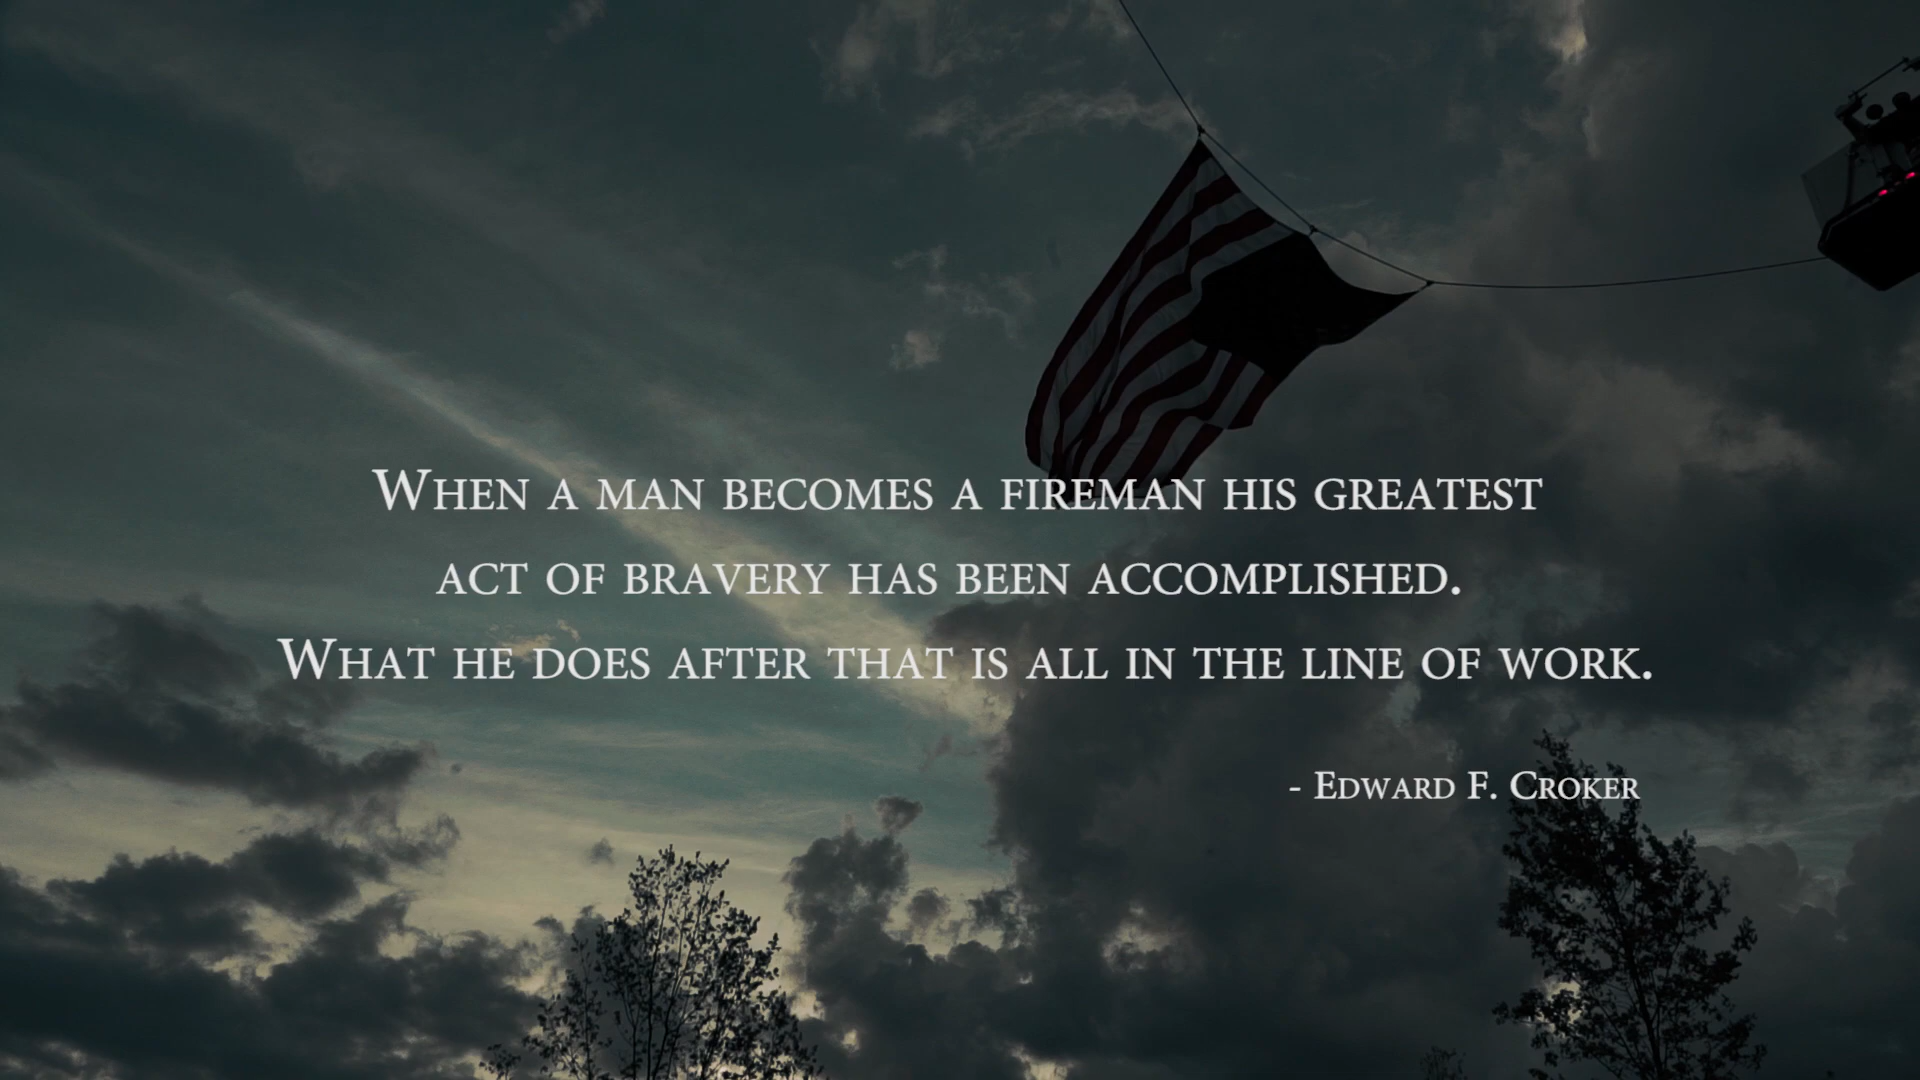 When a man becomes a fireman his greatest
act of bravery has been accomplished.
What he does after that is all in the line of work.
- Edward F. Croker